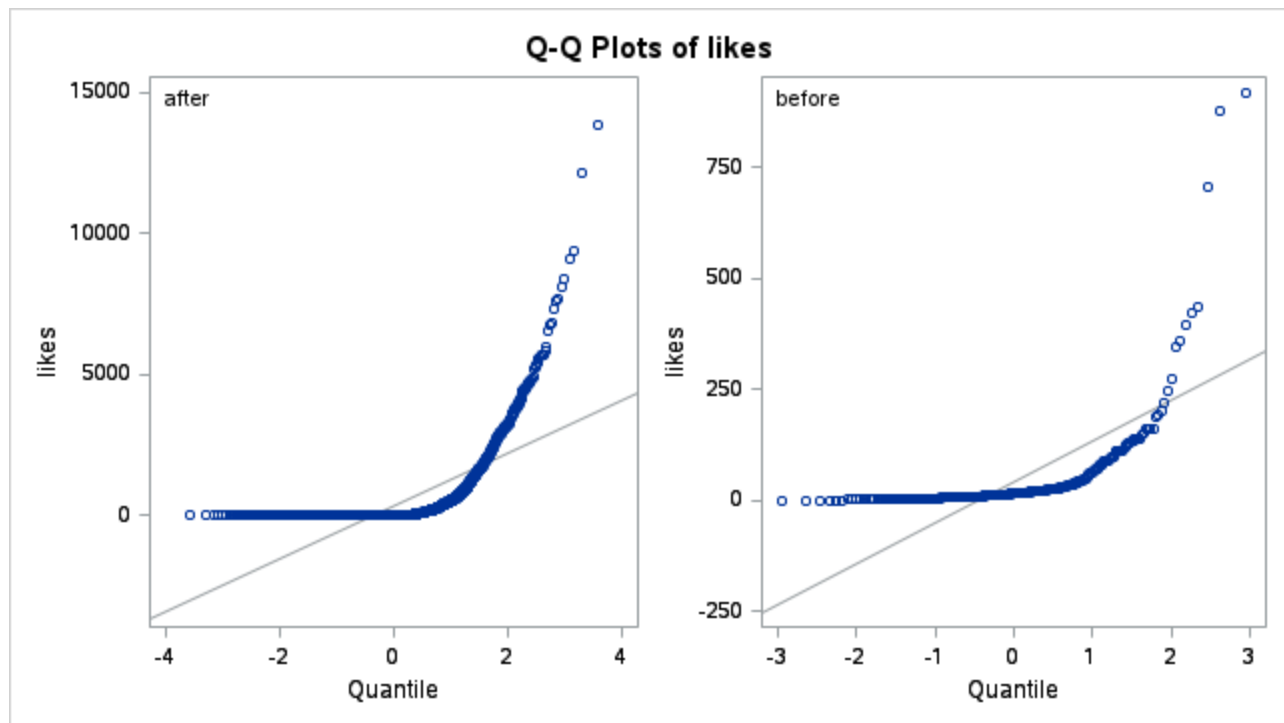 Q-Q Plots of likes
after
15000
10000
5000
0
likes
-4 -2 0 2 4
Quantile
before
750
500
250
0
-250
likes
-3 -2 -1 0 1 2 3
Quantile